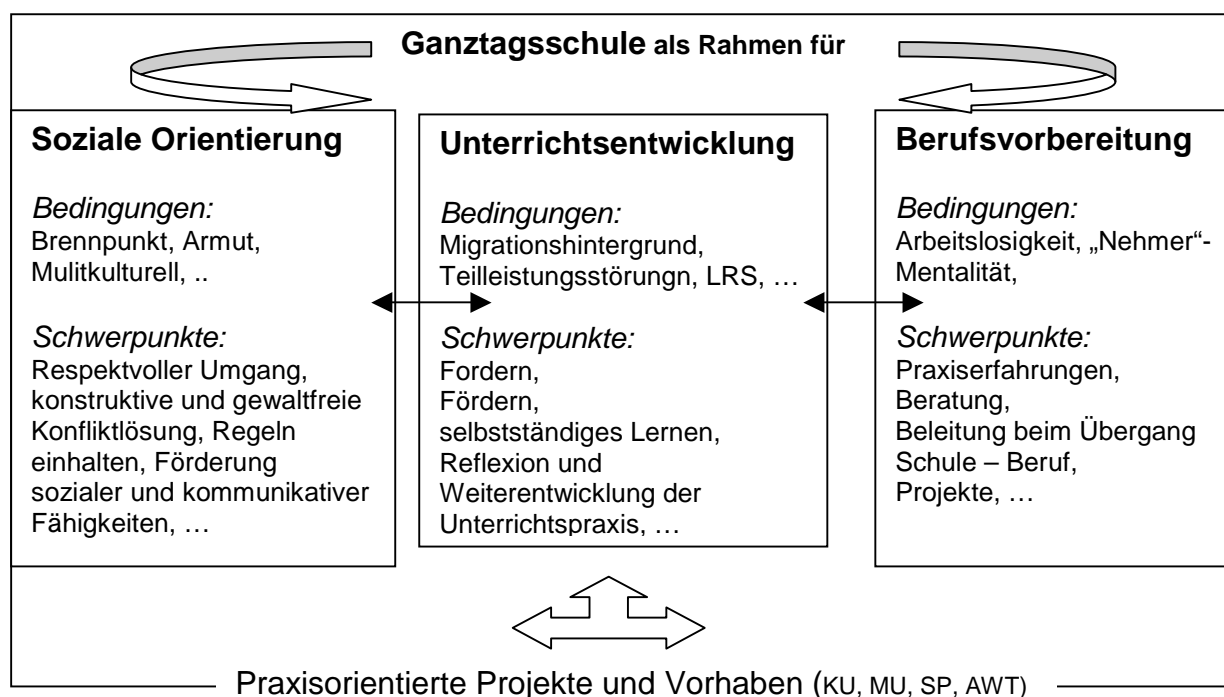 Ganztagsschule als Rahmen für
Soziale Orientierung
Bedingungen:
Brennpunkt, Armut,
Mulitkulturell, ..
Schwerpunkte:
Respektvoller Umgang,
konstruktive und gewaltfreie
Konfliktlösung, Regeln
einhalten, Förderung
sozialer und kommunikativer
Fähigkeiten, …
Unterrichtsentwicklung
Bedingungen:
Migrationshintergrund,
Teilleistungsstörungn, LRS, …
Schwerpunkte:
Fordern,
Fördern,
selbstständiges Lernen,
Reflexion und
Weiterentwicklung der
Unterrichtspraxis, …
Berufsvorbereitung
Bedingungen:
Arbeitslosigkeit, „Nehmer“-
Mentalität,
Schwerpunkte:
Praxiserfahrungen,
Beratung,
Beleitung beim Übergang
Schule – Beruf,
Projekte, …
Praxisorientierte Projekte und Vorhaben (KU, MU, SP, AWT)